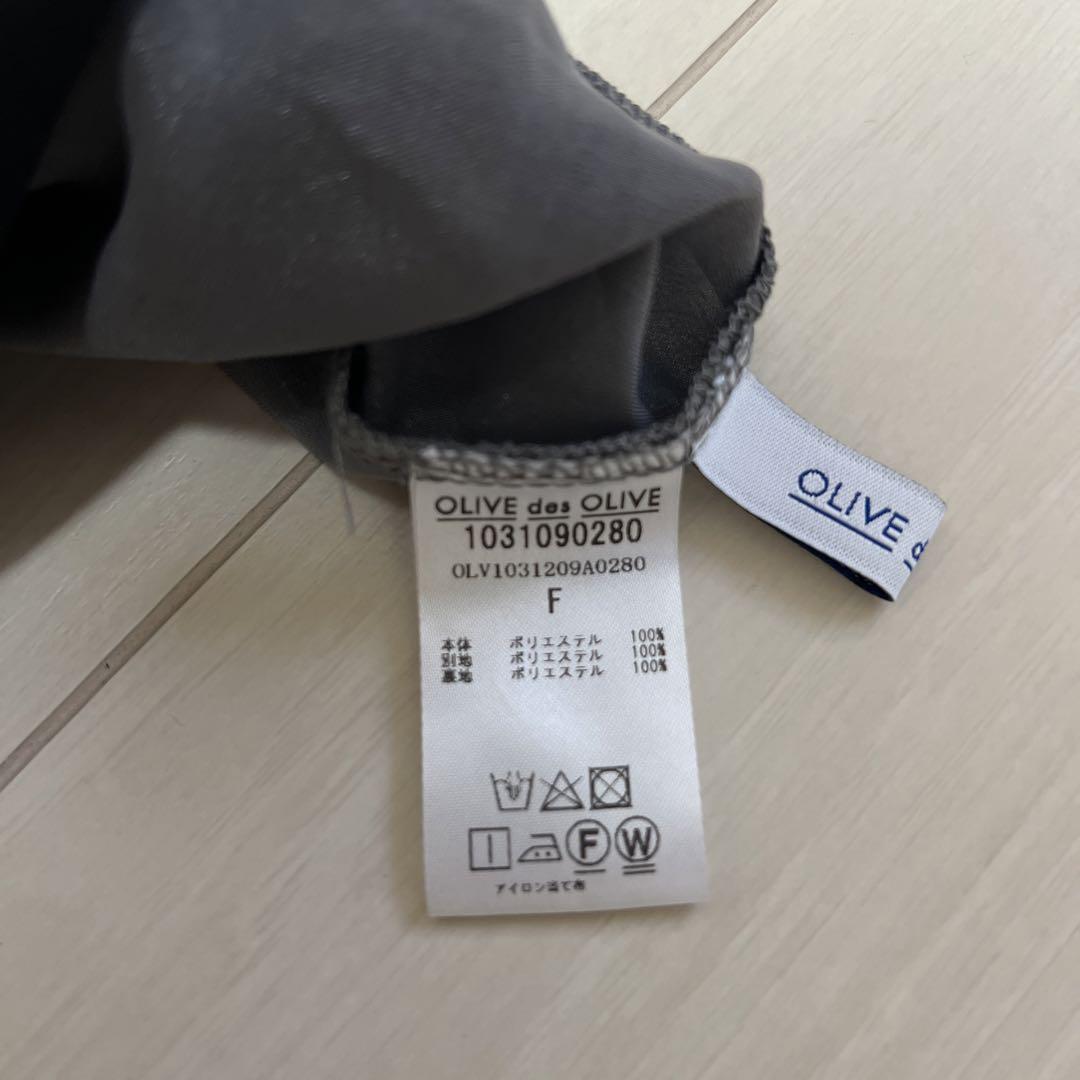 OLIVE des OLIVE
1031090280
OLV1031209A0280
F
本体 ポリエステル 100%
別地 ポリエステル 100%
裏地 ポリエステル 100%
F W
アイロン当て布
OLIVE